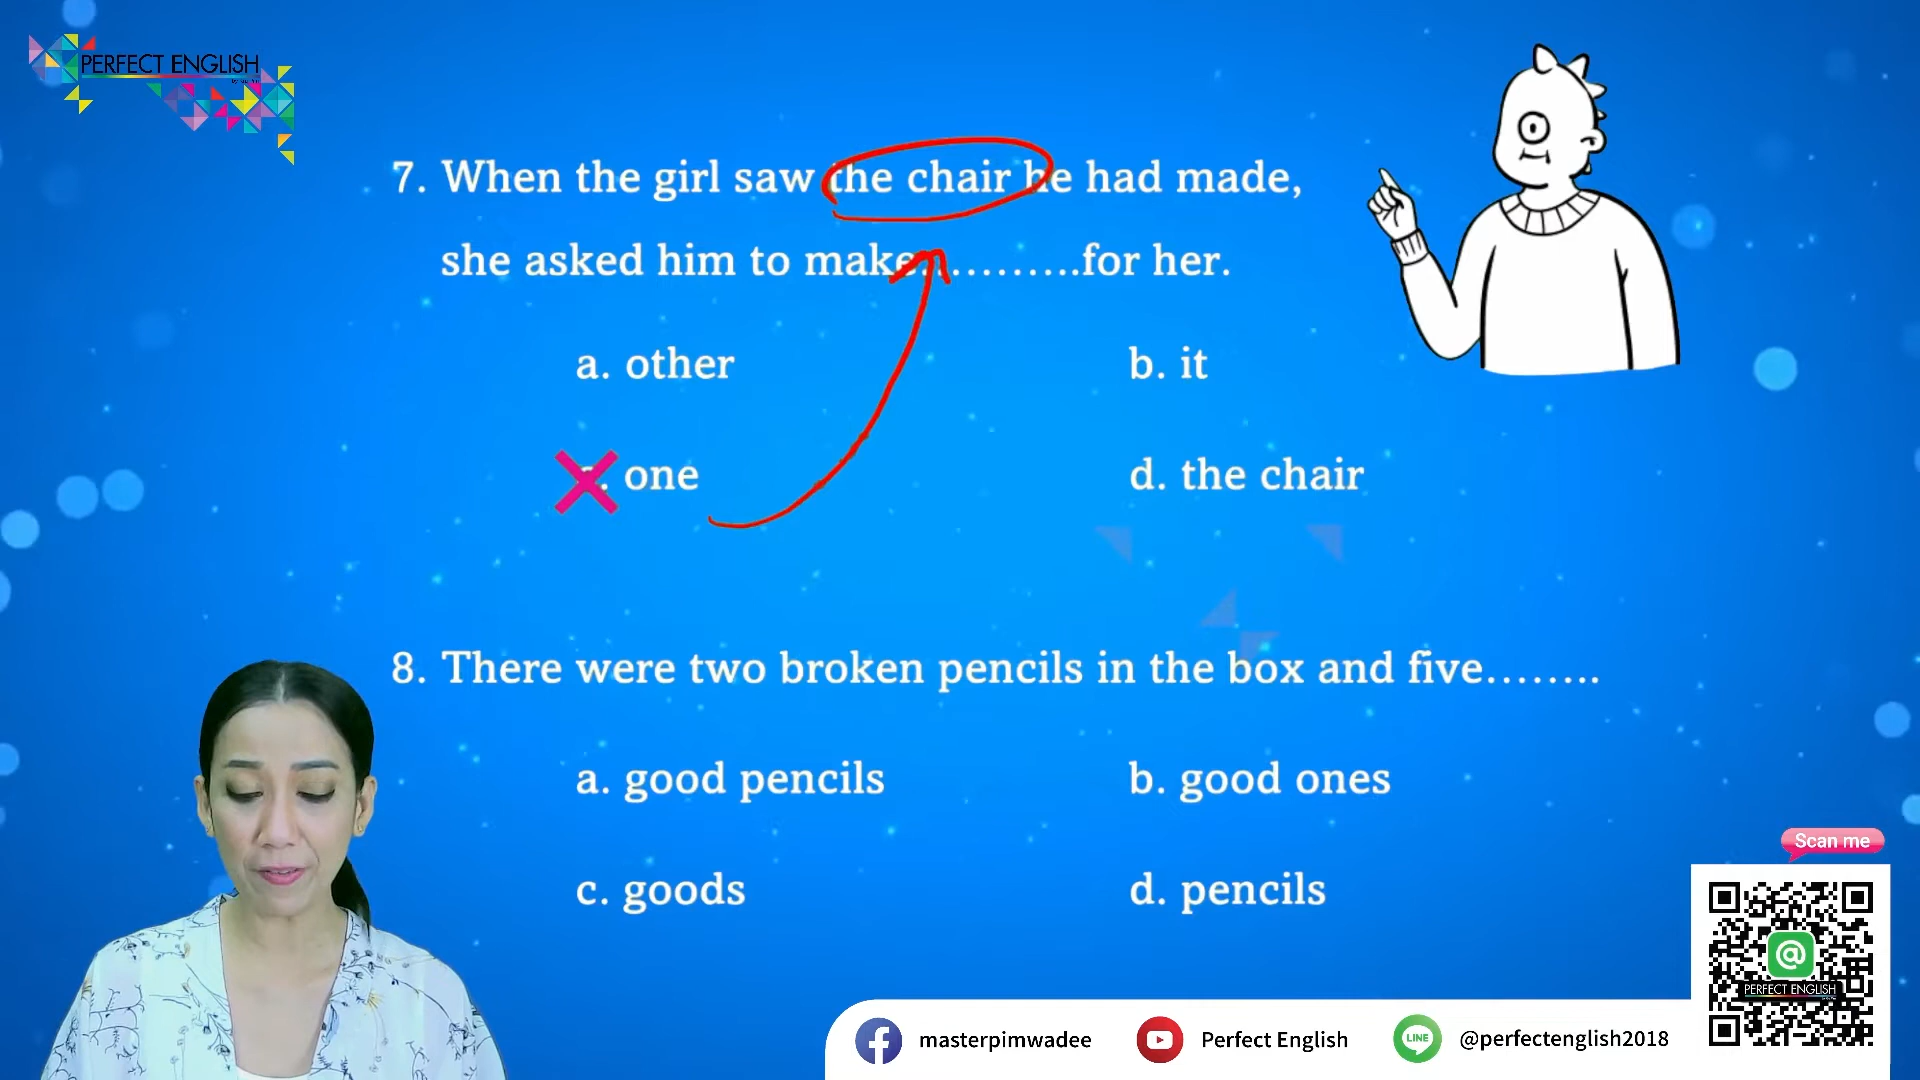 PERFECT ENGLISH
7. When the girl saw the chair he had made,
she asked him to make...........for her.
a. other
b. it
c. one
d. the chair
8. There were two broken pencils in the box and five........
a. good pencils
b. good ones
c. goods
d. pencils
Scan me
@
PERFECT ENGLISH
masterpimwadee
Perfect English
LINE
@perfectenglish2018